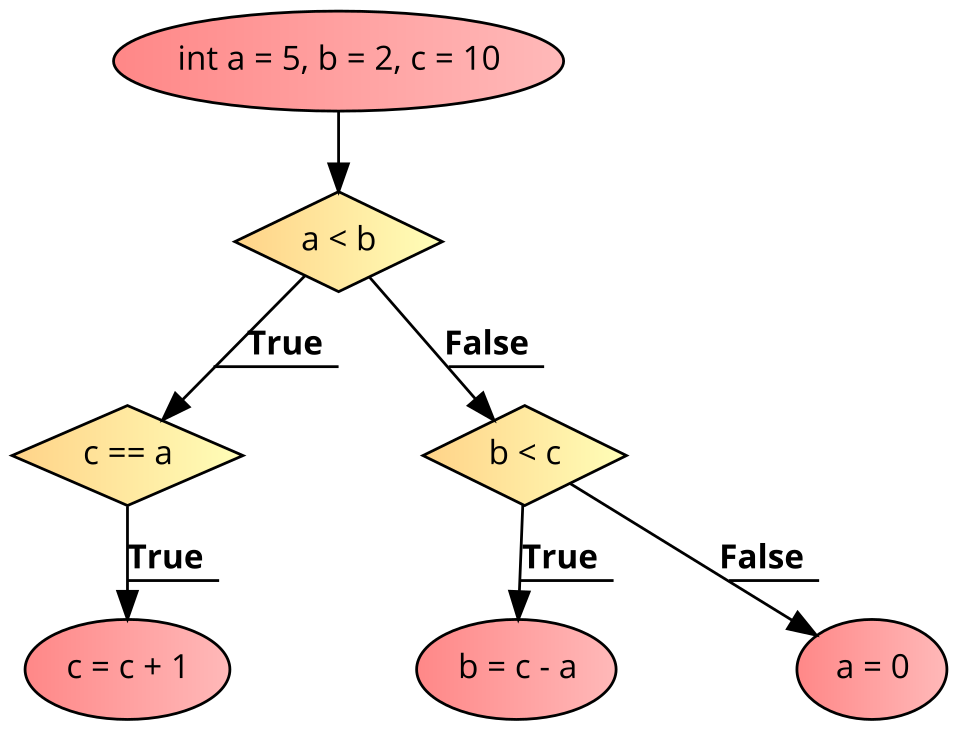 int a = 5, b = 2, c = 10
a < b
True
False
c == a
b < c
True
True
False
c = c + 1
b = c - a
a = 0